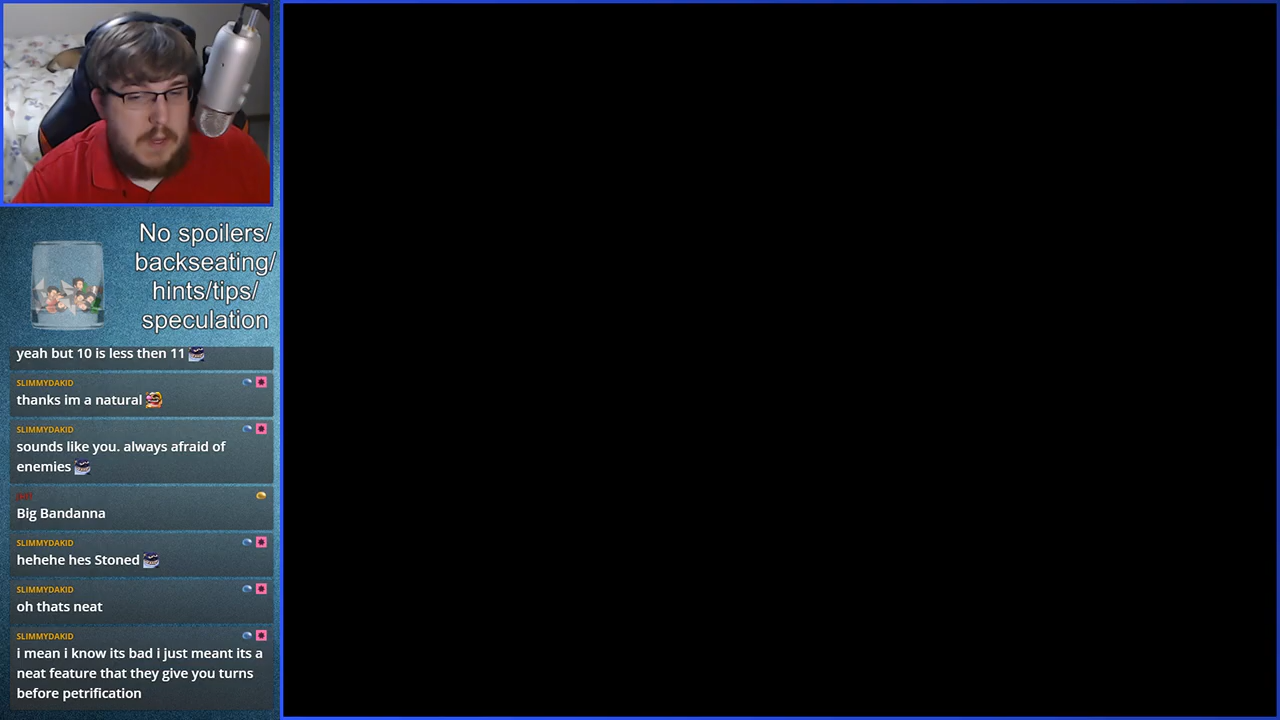 No spoilers/
backseating/
hints/tips/
speculation
yeah but 10 is less then 11
SLIMMYDAKID
thanks im a natural
SLIMMYDAKID
sounds like you. always afraid of
enemies
Big Bandanna
SLIMMYDAKID
hehehe hes Stoned
SLIMMYDAKID
oh thats neat
SLIMMYDAKID
i mean i know its bad i just meant its a
neat feature that they give you turns
before petrification